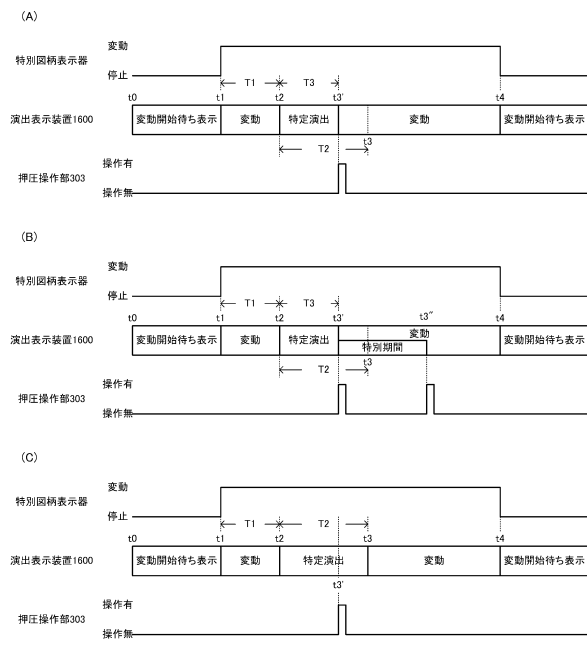 (A)
特別図柄表示器
変動
停止
T1
T3
t0
t1
t2
t3'
t4
演出表示装置1600
変動開始待ち表示
変動
特定演出
変動
変動開始待ち表示
t3
T2
押圧操作部303
操作有
操作無
(B)
特別図柄表示器
変動
停止
T1
T3
t0
t1
t2
t3'
t3"
t4
演出表示装置1600
変動開始待ち表示
変動
特定演出
変動
特別期間
変動開始待ち表示
t3
T2
押圧操作部303
操作有
操作無
(C)
特別図柄表示器
変動
停止
T1
T2
t0
t1
t2
t3
t4
演出表示装置1600
変動開始待ち表示
変動
特定演出
変動
変動開始待ち表示
t3'
押圧操作部303
操作有
操作無